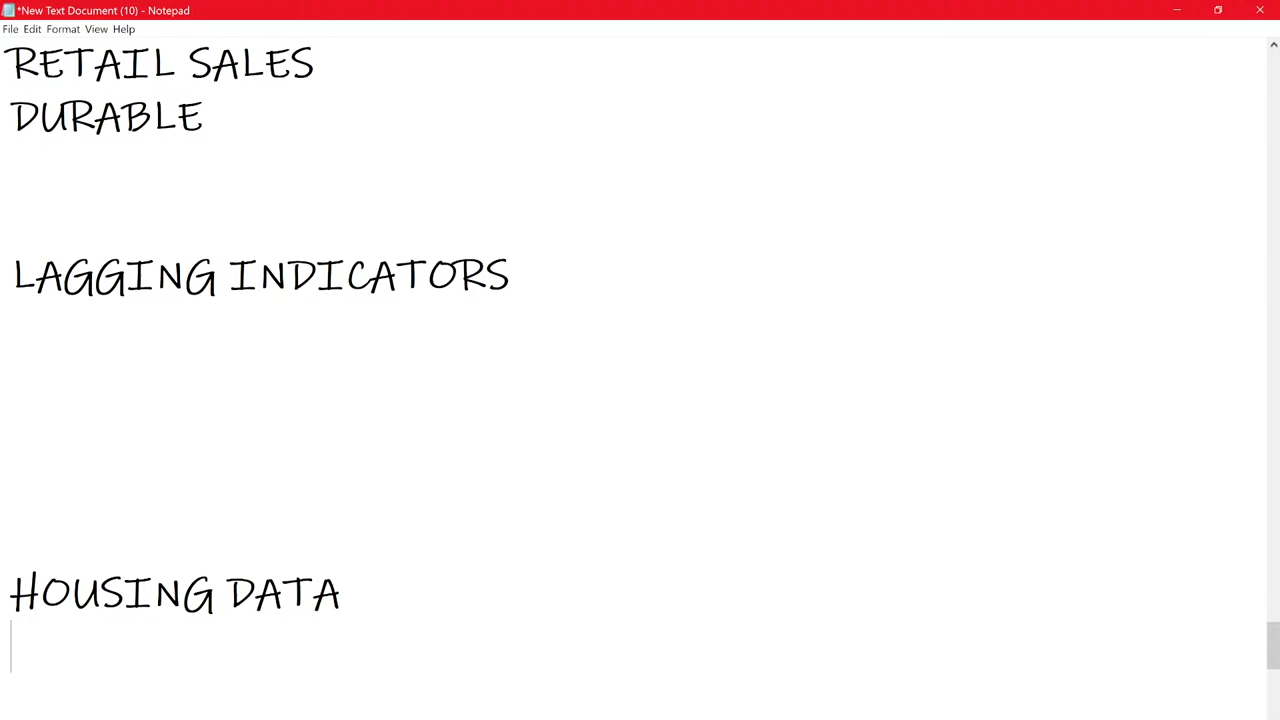 *New Text Document (10) - Notepad
File Edit Format View Help
RETAIL SALES
DURABLE
LAGGING INDICATORS
HOUSING DATA